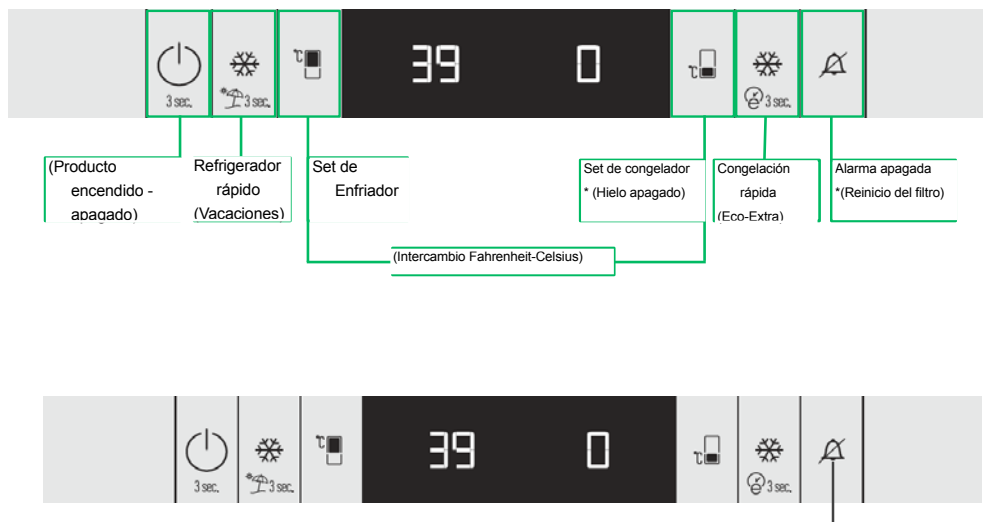 ℃ 39 0 ℃
3 sec. 3 sec. 3 sec.
(Producto
encendido -
apagado)
Refrigerador
rápido
(Vacaciones)
Set de
Enfriador
Set de congelador
* (Hielo apagado)
Congelación
rápida
(Eco-Extra)
Alarma apagada
*(Reinicio del filtro)
(Intercambio Fahrenheit-Celsius)
℃ 39 0 ℃
3 sec. 3 sec. e 3 sec.